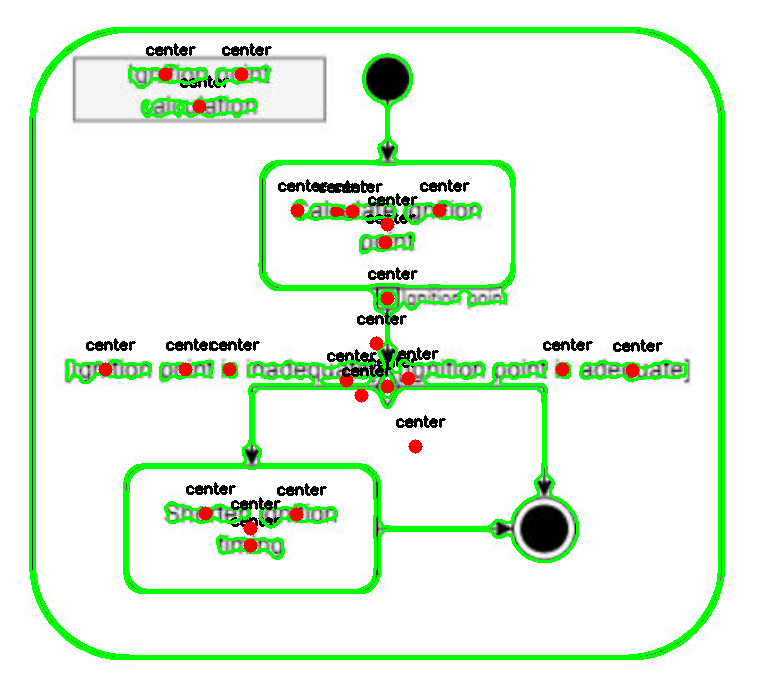 center center
Ignition point
center
calculation
center center center center
center
Calculate Ignition
center
point
center
Ignition point
center
center center center center center center center
[Ignition point is inadequate] [Ignition point is adequate]
center
center
center center
center
Shorten ignition
center
timing